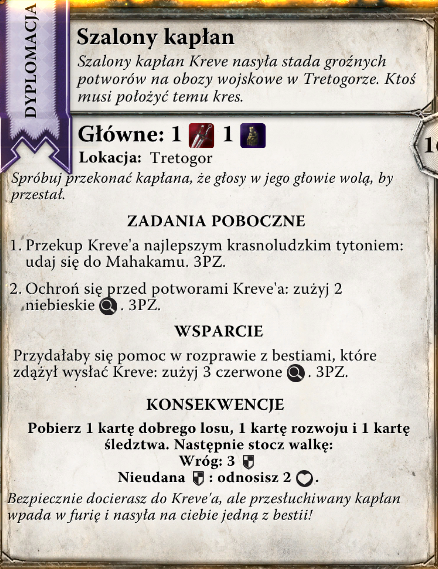 DYPLOMACJA
Szalony kapłan
Szalony kapłan Kreve nasyła stada groźnych
potworów na obozy wojskowe w Tretogorze. Ktoś
musi położyć temu kres.
Główne: 1 1
Lokacja: Tretogor
Spróbuj przekonać kapłana, że głosy w jego głowie wolą, by
przestał.
ZADANIA POBOCZNE
1. Przekup Kreve'a najlepszym krasnoludzkim tytoniem:
udaj się do Mahakamu. 3PZ.
2. Ochroń się przed potworami Kreve'a: zużyj 2
niebieskie . 3PZ.
WSPARCIE
Przydałaby się pomoc w rozprawie z bestiami, które
zdążył wysłać Kreve: zużyj 3 czerwone . 3PZ.
KONSEKWENCJE
Pobierz 1 kartę dobrego losu, 1 kartę rozwoju i 1 kartę
śledztwa. Następnie stocz walkę:
Wróg: 3
Nieudana : odnosisz 2 .
Bezpiecznie docierasz do Kreve'a, ale przesłuchiwany kapłan
wpada w furię i nasyła na ciebie jedną z bestii!